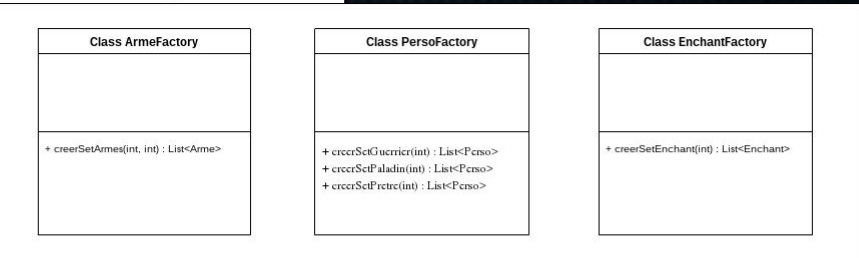 Class ArmeFactory
+ creerSetArmes(int, int) : List<Arme>
Class PersoFactory
+ creerSetGuerrier(int) : List<Perso>
+ creerSetPaladin(int) : List<Perso>
+ creerSetPretre(int) : List<Perso>
Class EnchantFactory
+ creerSetEnchant(int) : List<Enchant>